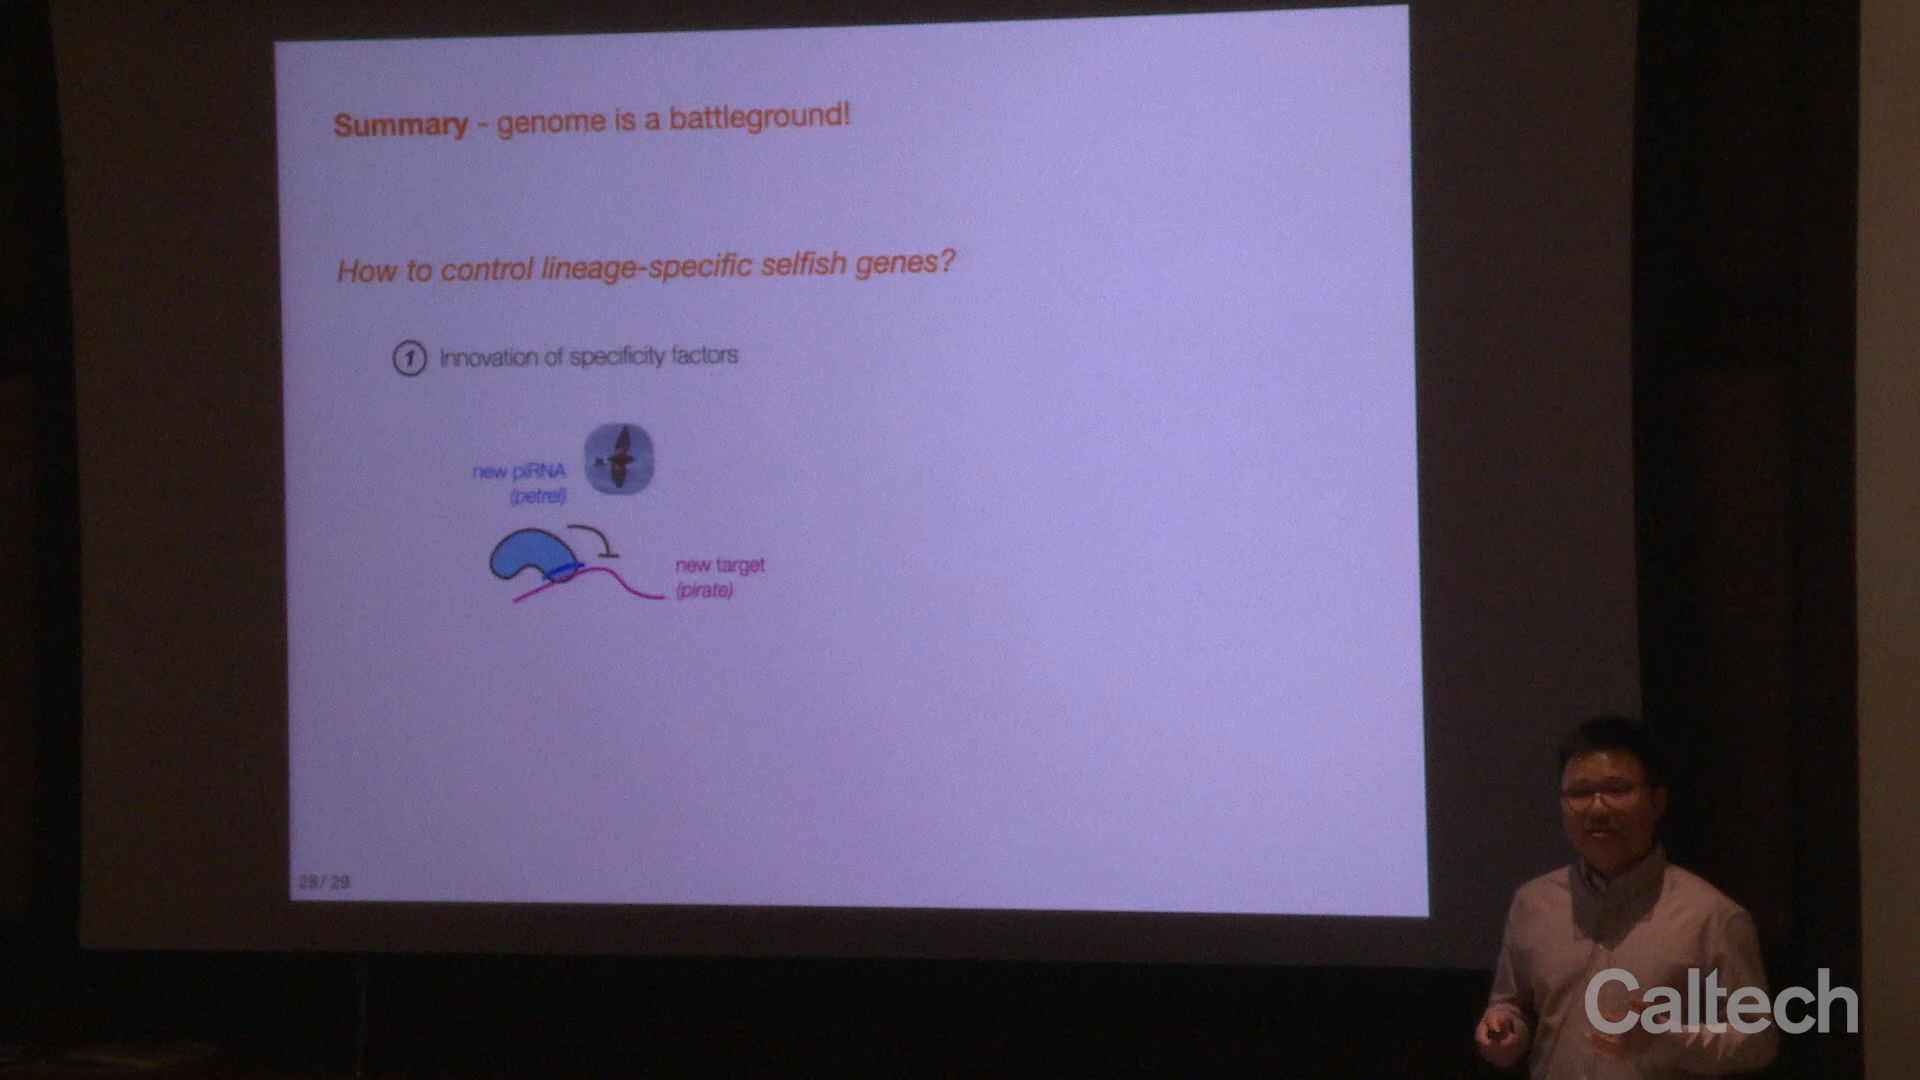 Summary - genome is a battleground!
How to control lineage-specific selfish genes?
1 Innovation of specificity factors
new piRNA
(petrel)
new target
(pirate)
28/ 29
Caltech